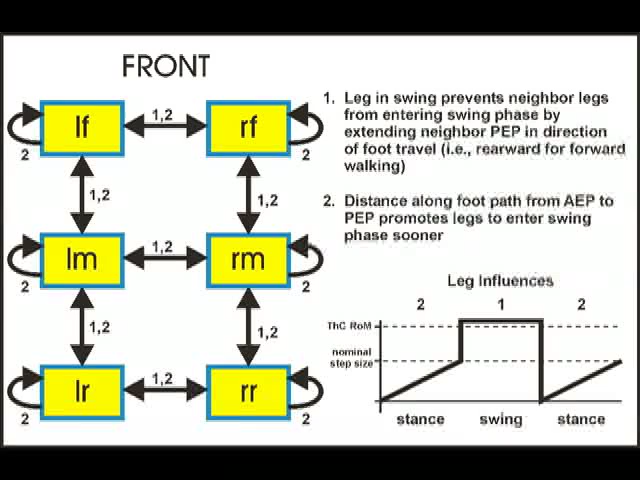 FRONT
lf
1,2
rf
2
2
1,2
1,2
lm
1,2
rm
2
2
1,2
1,2
lr
1,2
rr
2
2
1. Leg in swing prevents neighbor legs
from entering swing phase by
extending neighbor PEP in direction
of foot travel (i.e., rearward for forward
walking)
2. Distance along foot path from AEP to
PEP promotes legs to enter swing
phase sooner
Leg Influences
2 1 2
ThC RoM
nominal
step size
stance swing stance